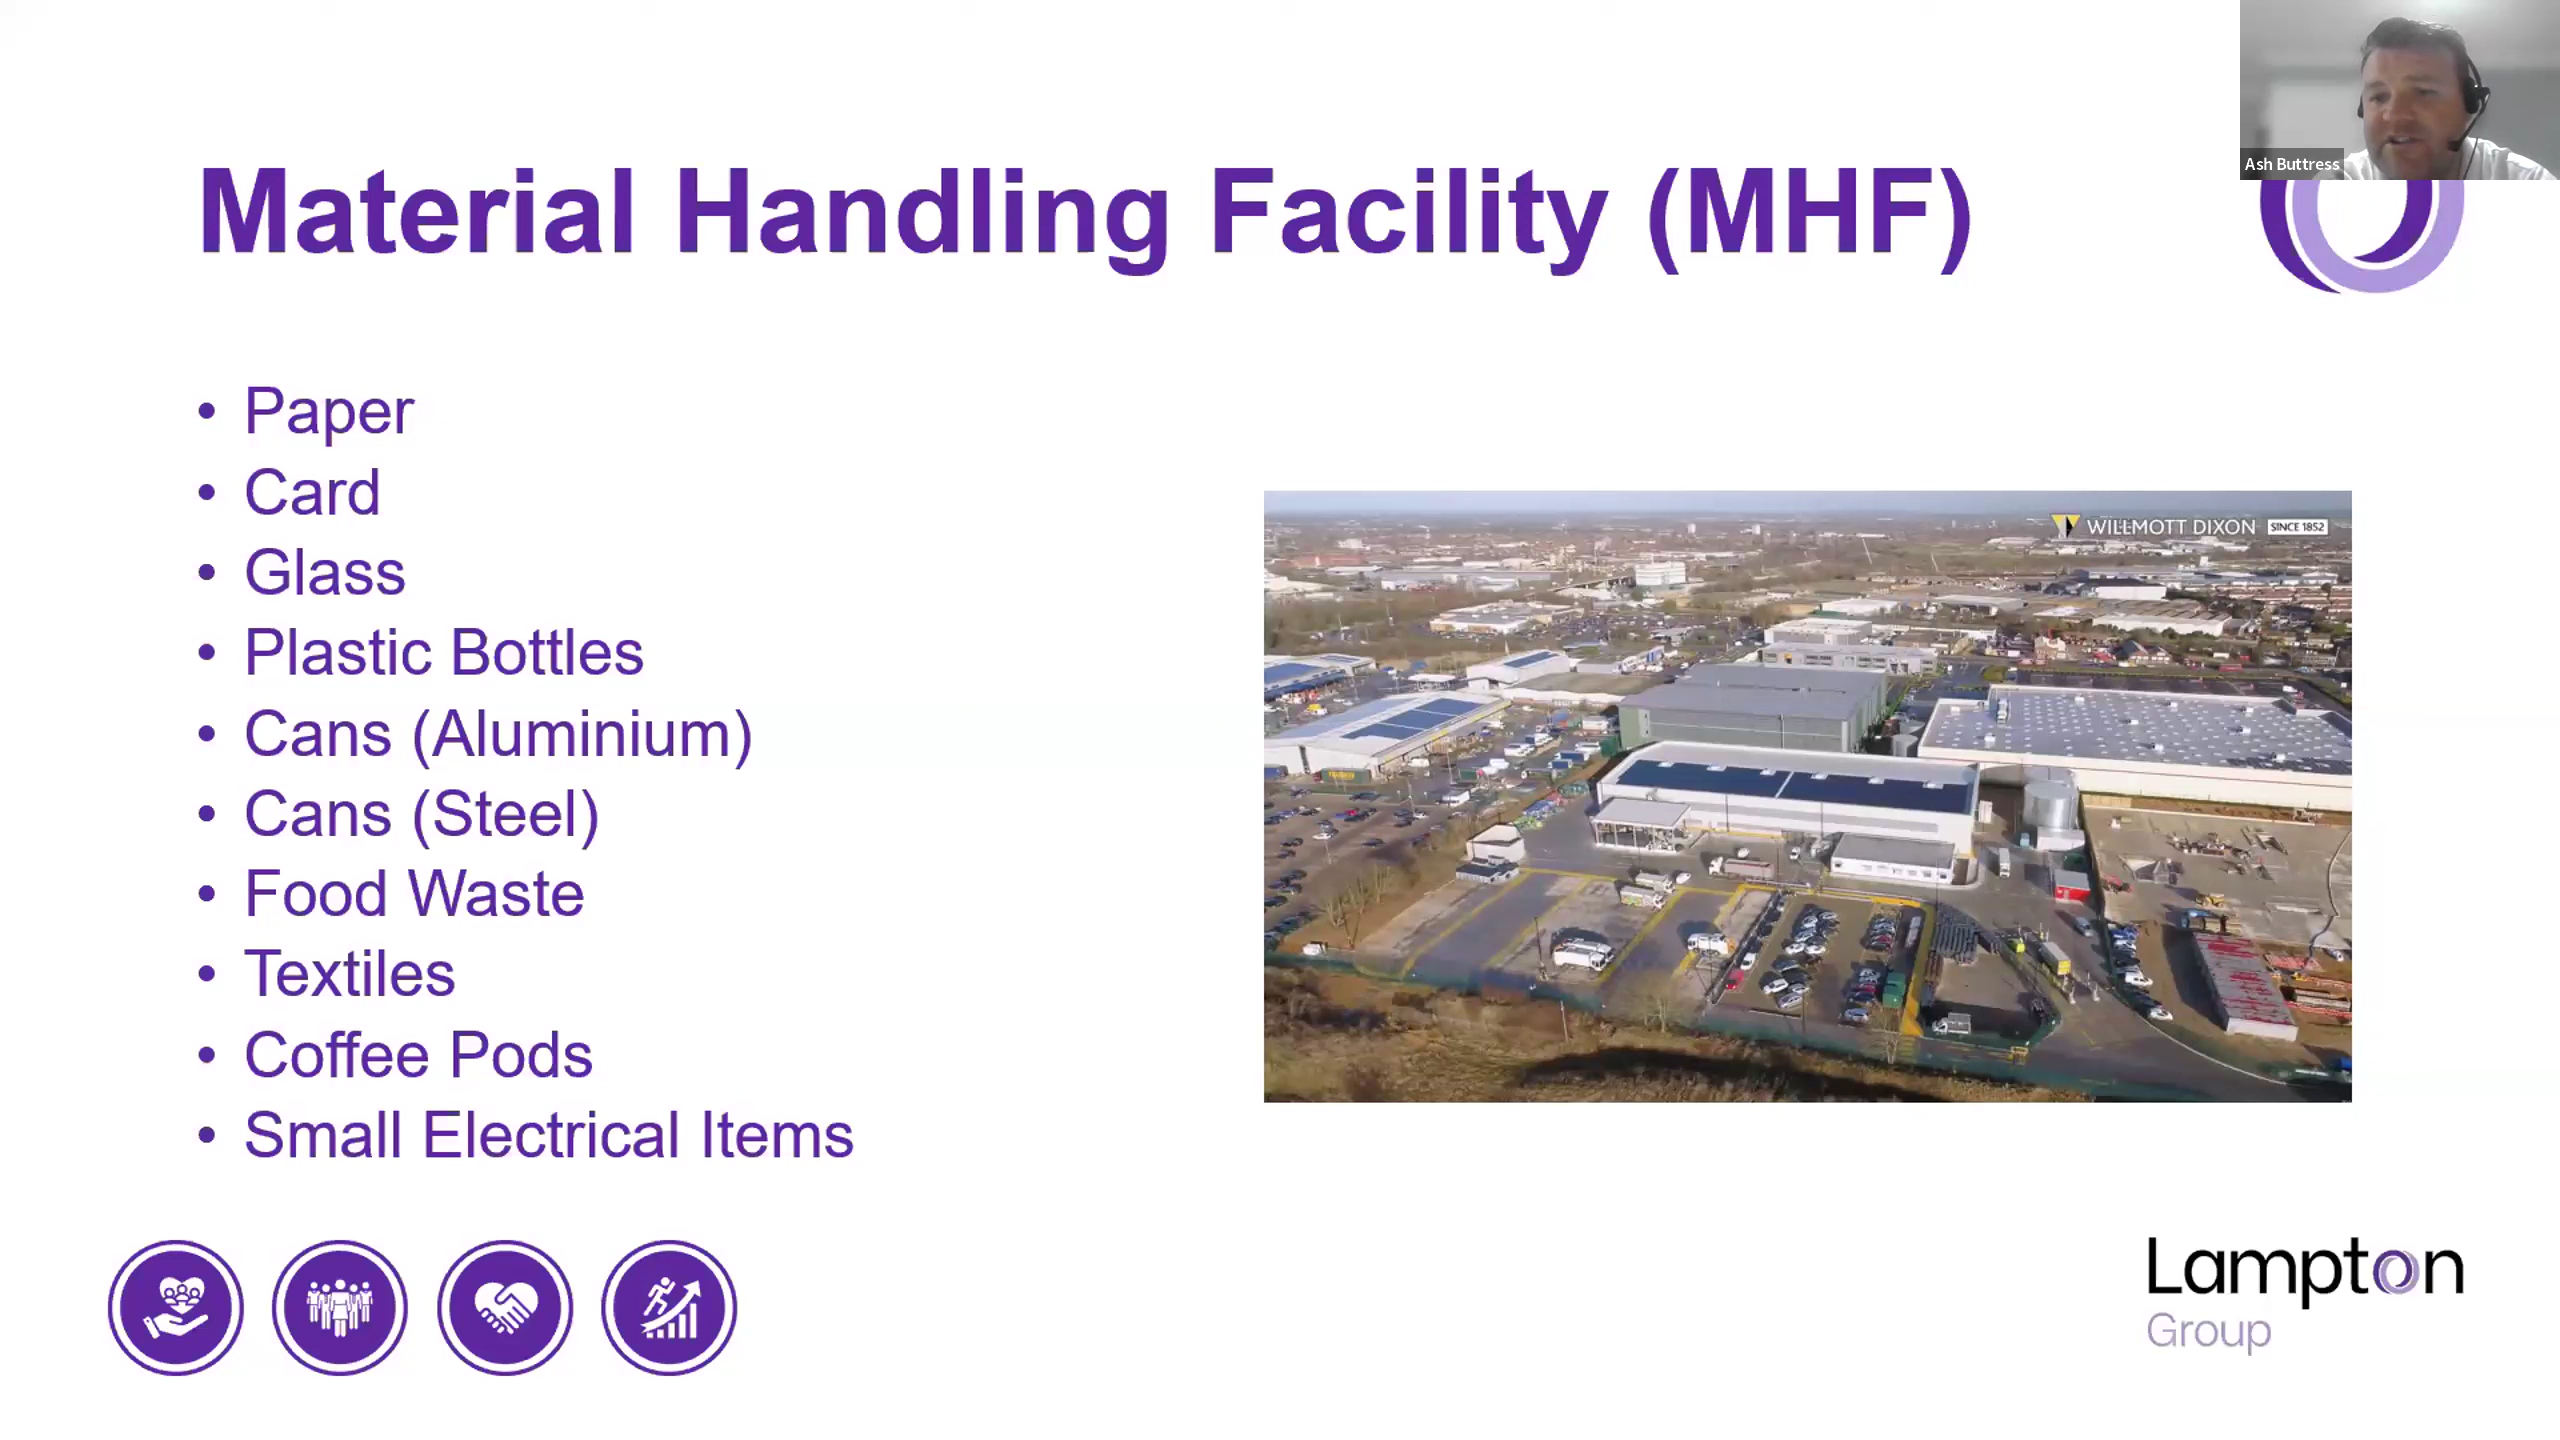 Ash Buttress
Material Handling Facility (MHF)
• Paper
• Card
• Glass
• Plastic Bottles
• Cans (Aluminium)
• Cans (Steel)
• Food Waste
• Textiles
• Coffee Pods
• Small Electrical Items
WILLMOTT DIXON SINCE 1852
Lampton
Group